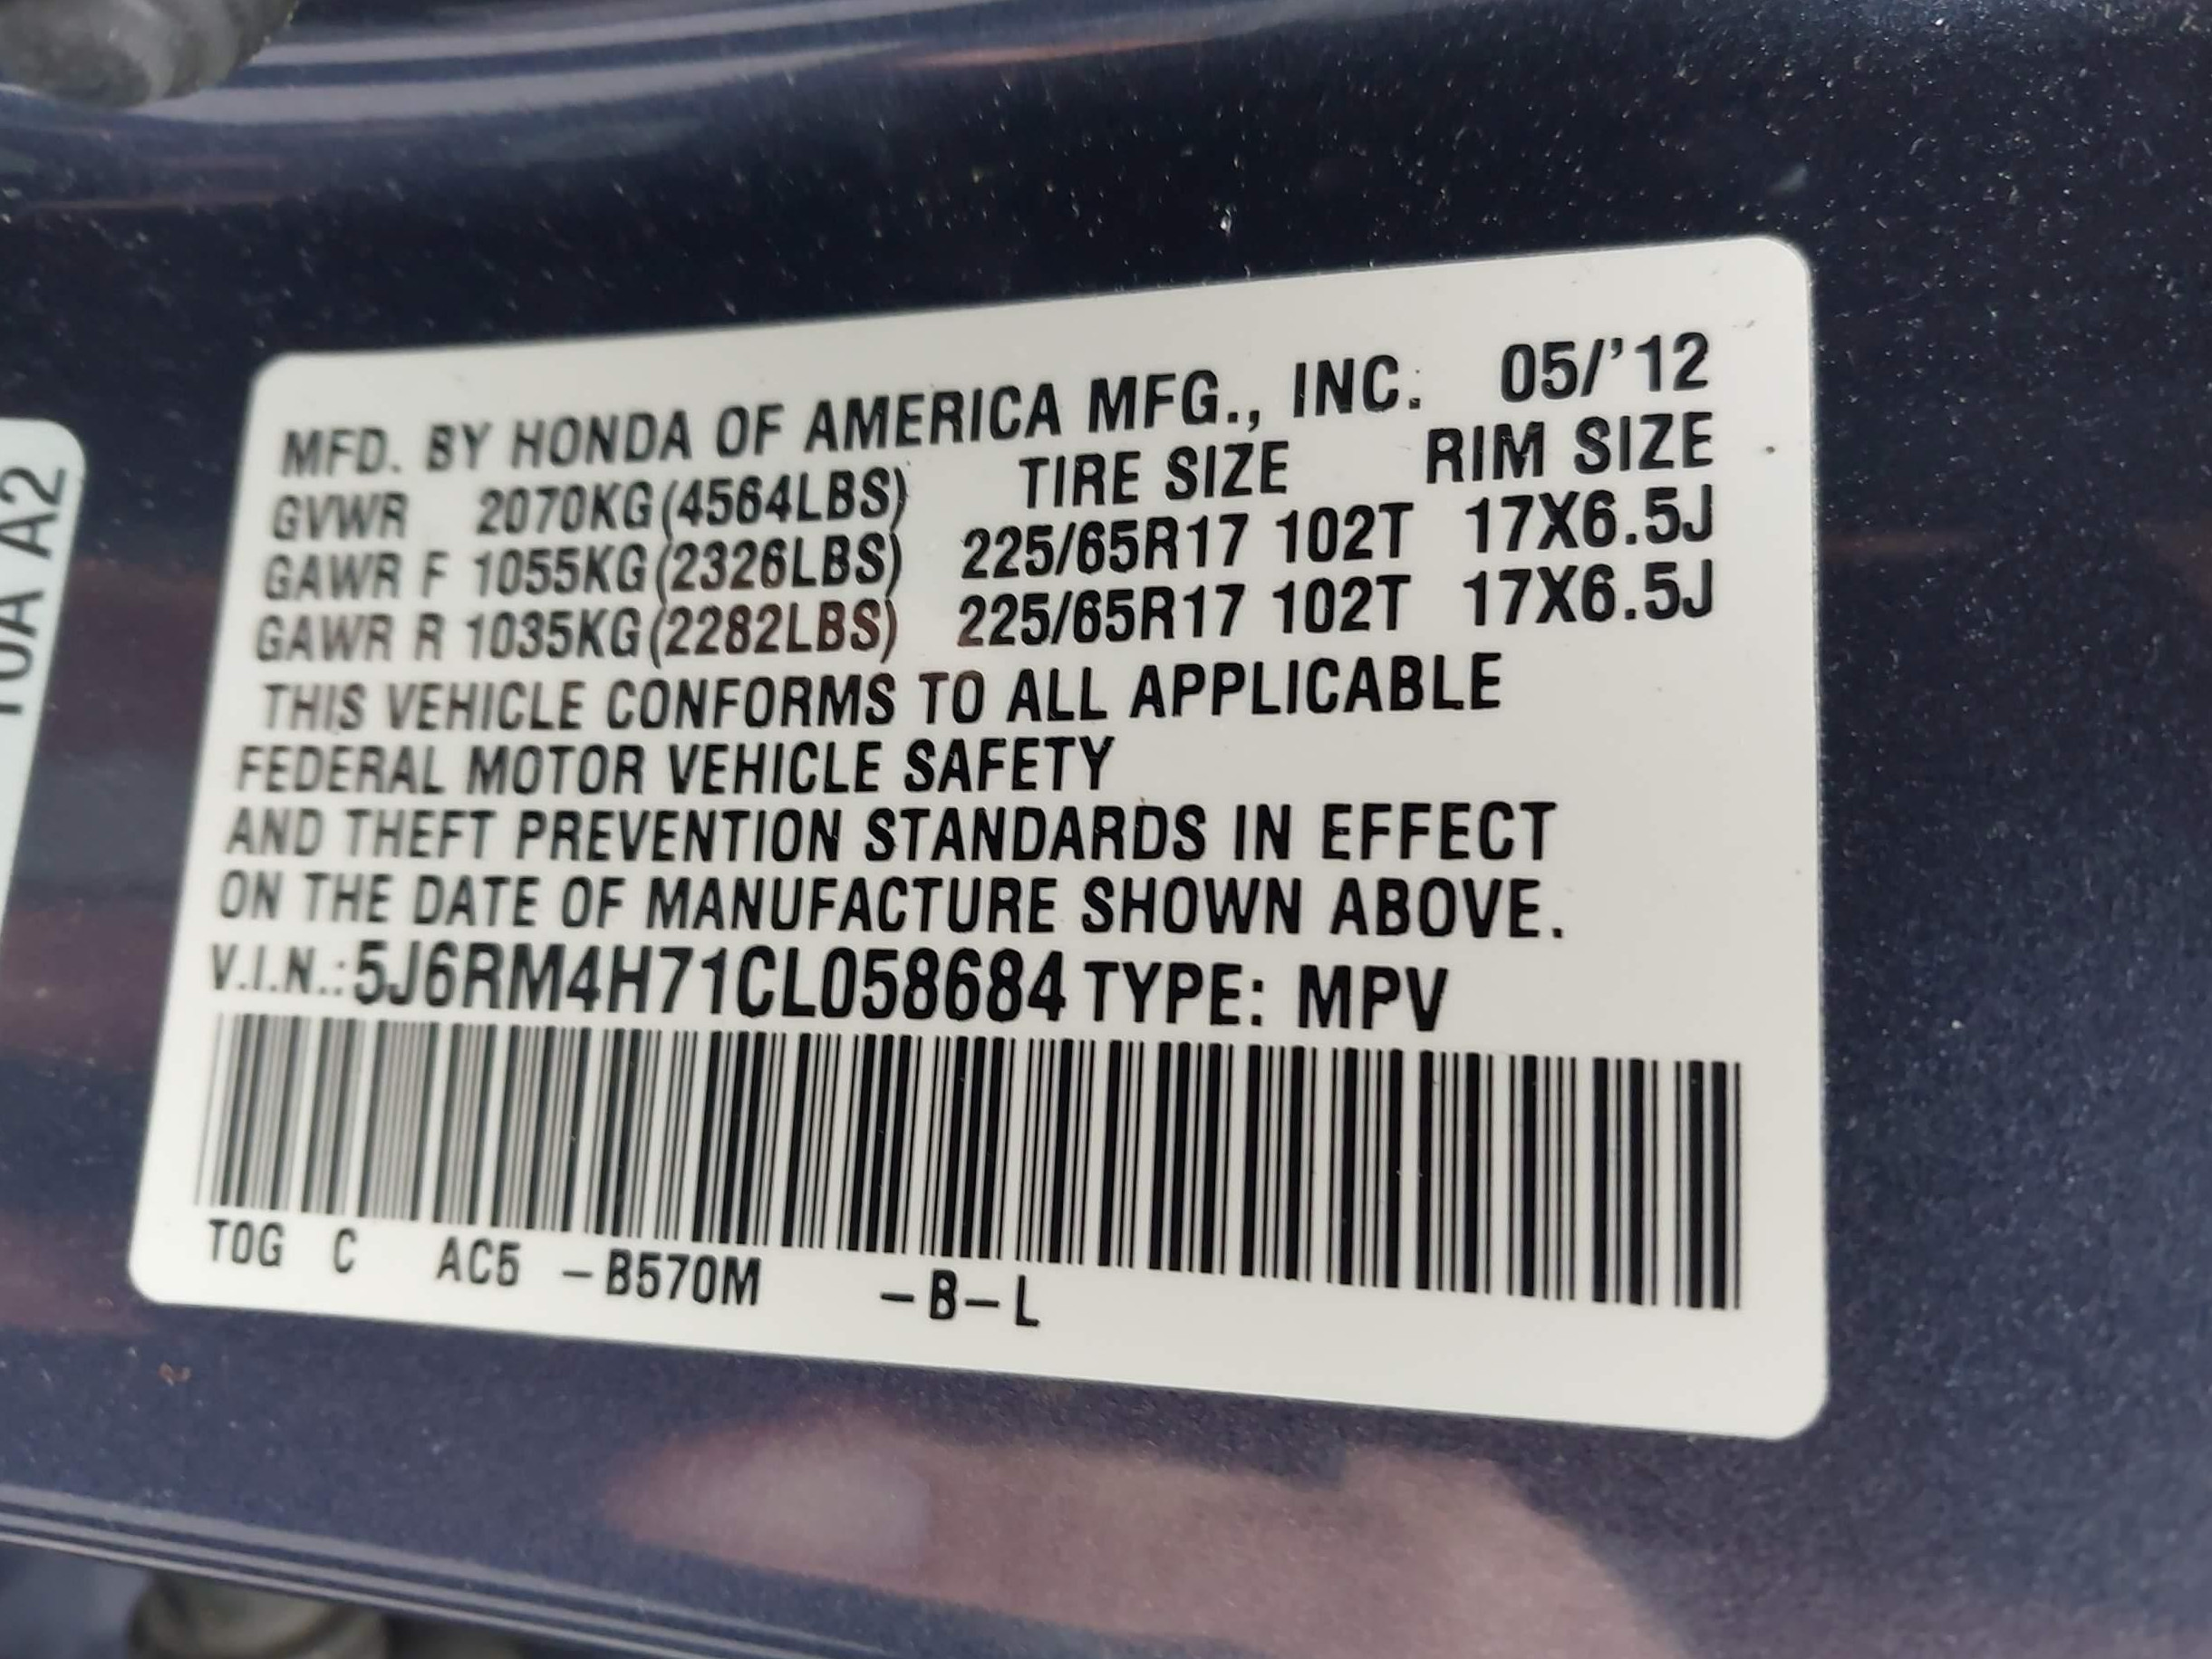 MFD. BY HONDA OF AMERICA MFG., INC. 05/'12
GVWR 2070KG(4564LBS) TIRE SIZE RIM SIZE
GAWR F 1055KG(2326LBS) 225/65R17 102T 17X6.5J
GAWR R 1035KG(2282LBS) 225/65R17 102T 17X6.5J
THIS VEHICLE CONFORMS TO ALL APPLICABLE
FEDERAL MOTOR VEHICLE SAFETY
AND THEFT PREVENTION STANDARDS IN EFFECT
ON THE DATE OF MANUFACTURE SHOWN ABOVE.
V.I.N.:5J6RM4H71CL058684 TYPE: MPV
T0G C AC5 -B570M -B-L
A2